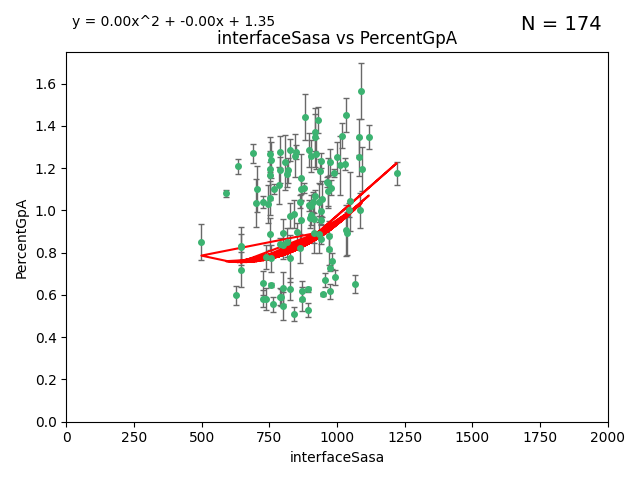 y = 0.00x^2 + -0.00x + 1.35
N = 174
interfaceSasa vs PercentGpA
PercentGpA
1.6
1.4
1.2
1.0
0.8
0.6
0.4
0.2
0.0
0 250 500 750 1000 1250 1500 1750 2000
interfaceSasa